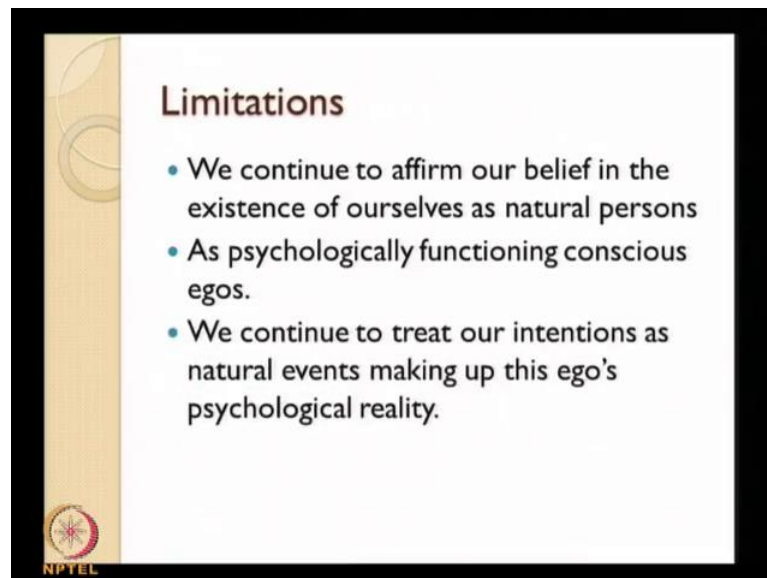 Limitations
• We continue to affirm our belief in the
existence of ourselves as natural persons
• As psychologically functioning conscious
egos.
• We continue to treat our intentions as
natural events making up this ego's
psychological reality.
NPTEL